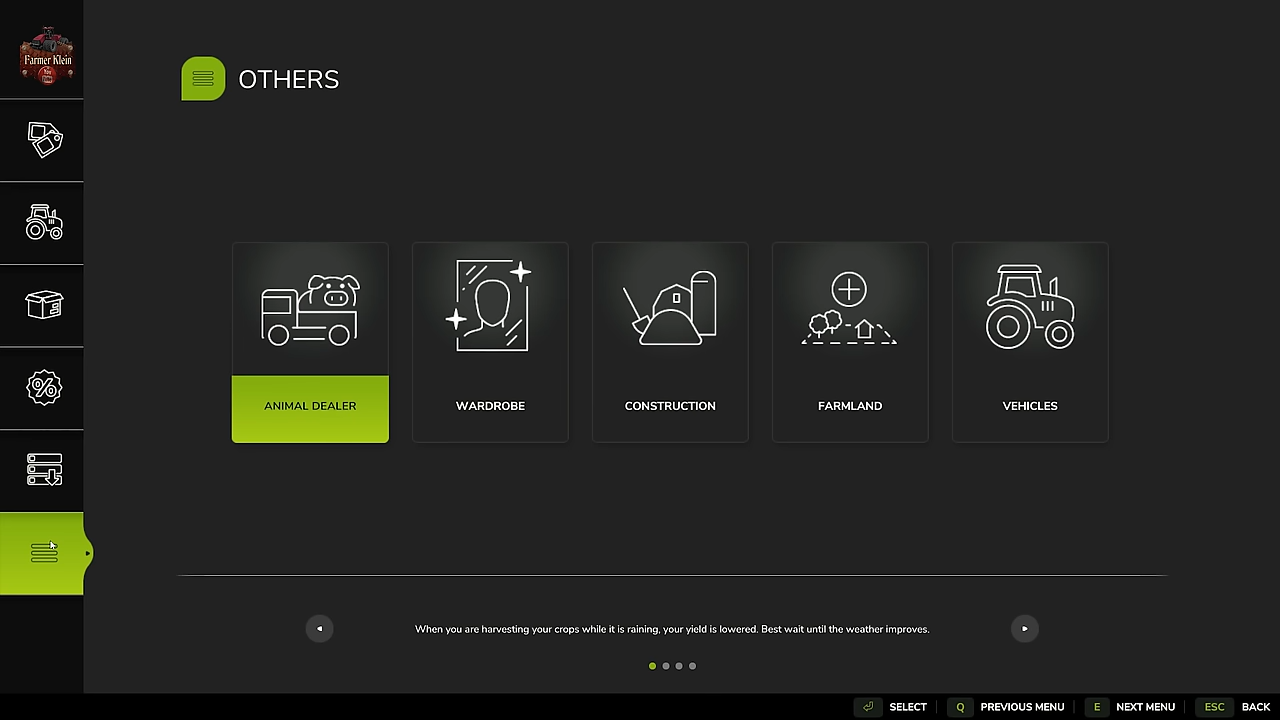 Farmer Klein
You
OTHERS
ANIMAL DEALER
WARDROBE
CONSTRUCTION
FARMLAND
VEHICLES
When you are harvesting your crops while it is raining, your yield is lowered. Best wait until the weather improves.
SELECT
Q PREVIOUS MENU
E NEXT MENU
ESC BACK